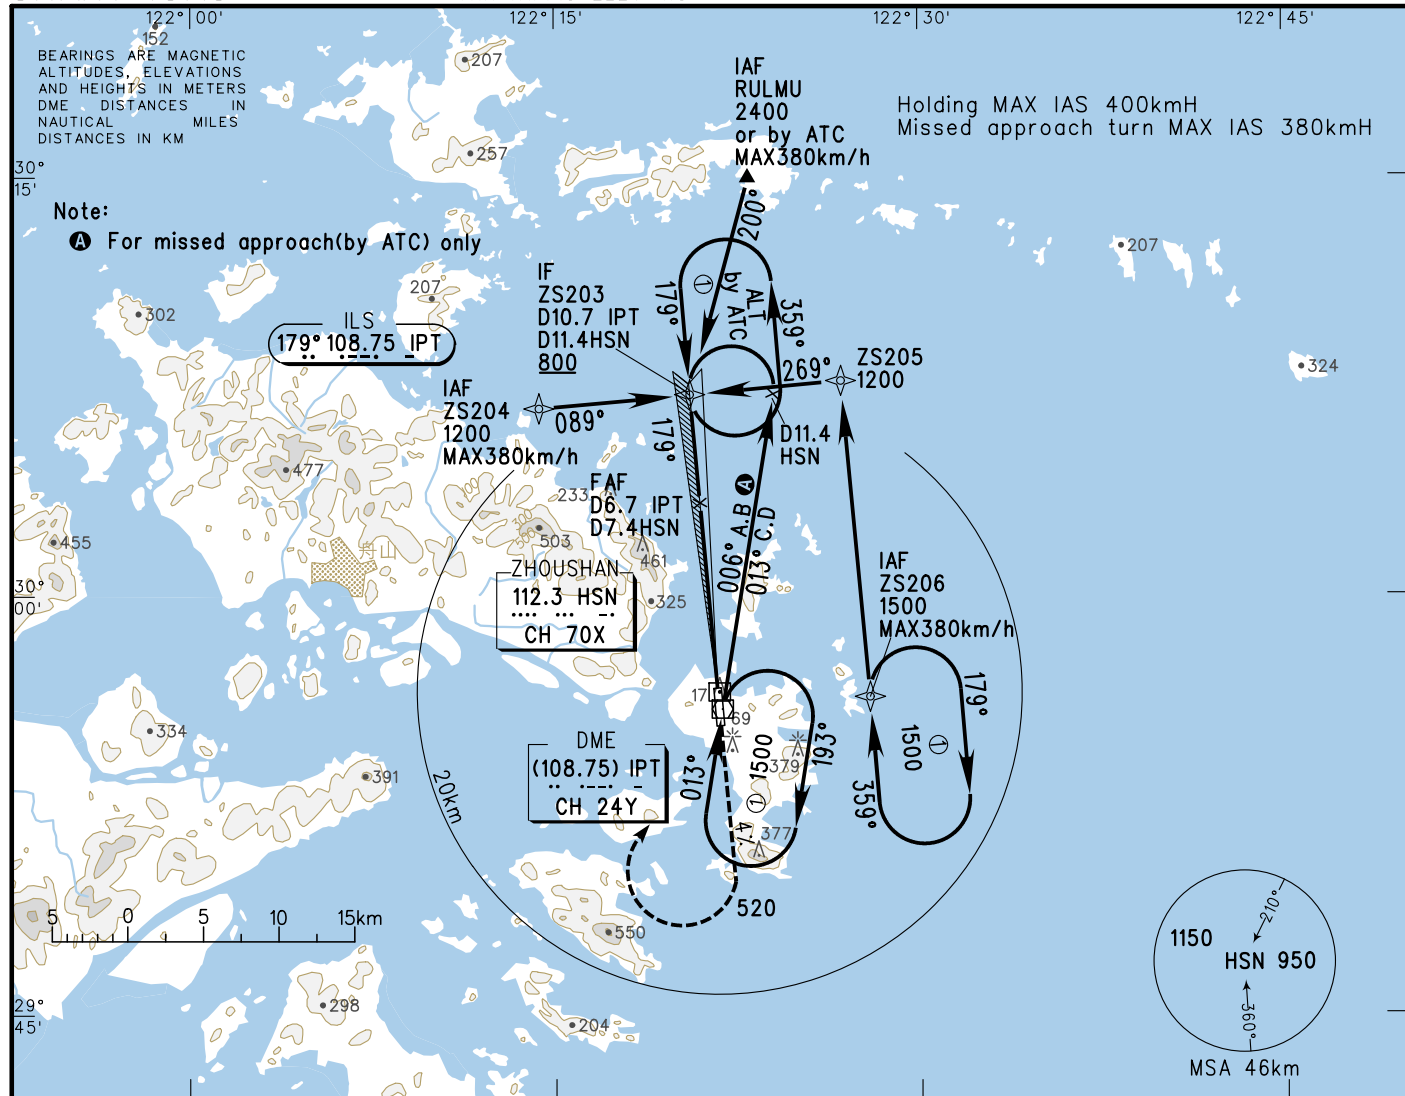 122°00'
122°15'
122°30'
122°45'
152
BEARINGS ARE MAGNETIC
ALTITUDES, ELEVATIONS
AND HEIGHTS IN METERS
DME DISTANCES IN
NAUTICAL MILES
DISTANCES IN KM
207
257
IAF
RULMU
2400
or by ATC
MAX380km/h
Holding MAX IAS 400kmH
Missed approach turn MAX IAS 380kmH
30°
15'
Note:
A For missed approach(by ATC) only
200°
207
207
302
ILS
179° 108.75 IPT
IF
ZS203
D10.7 IPT
D11.4HSN
800
179°
①
ALT
by ATC
359°
269°
ZS205
1200
324
IAF
ZS204
1200
MAX380km/h
089°
179°
D11.4
HSN
477
100
300
500
503
233
FAF
D6.7 IPT
D7.4HSN
461
455
舟山
006° A.B A
013° C.D
30°
00'
ZHOUSHAN
112.3 HSN
CH 70X
325
IAF
ZS206
1500
MAX380km/h
17
69
334
391
DME
(108.75) IPT
CH 24Y
013°
① 1500
379
193°
4.7
377
359°
1500
①
179°
20km
520
550
5 0 5 10 15km
298
204
29°
45'
210°
1150
HSN 950
360°
MSA 46km